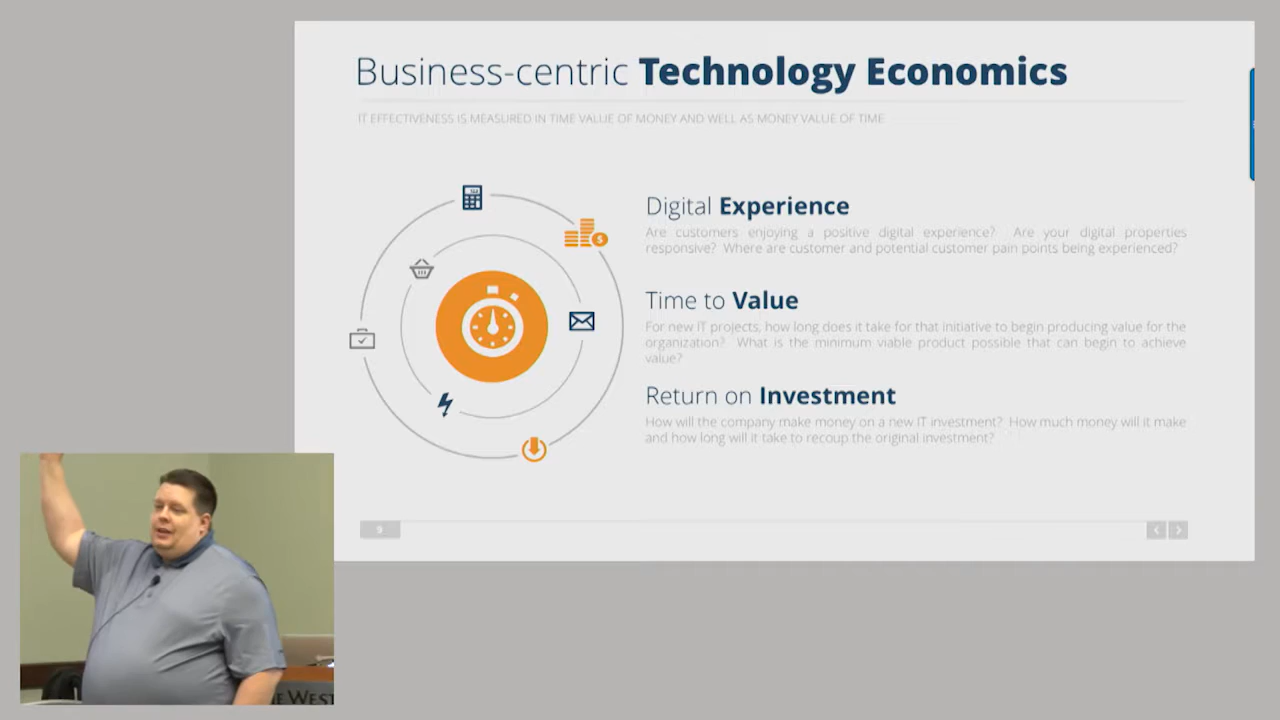 Business-centric Technology Economics
IT EFFECTIVENESS IS MEASURED IN TIME VALUE OF MONEY AND WELL AS MONEY VALUE OF TIME
Digital Experience
Are customers enjoying a positive digital experience? Are your digital properties
responsive? Where are customer and potential customer pain points being experienced?
Time to Value
For new IT projects, how long does it take for that initiative to begin producing value for the
organization? What is the minimum viable product possible that can begin to achieve
value?
Return on Investment
How will the company make money on a new IT investment? How much money will it make
and how long will it take to recoup the original investment?
9
WEST